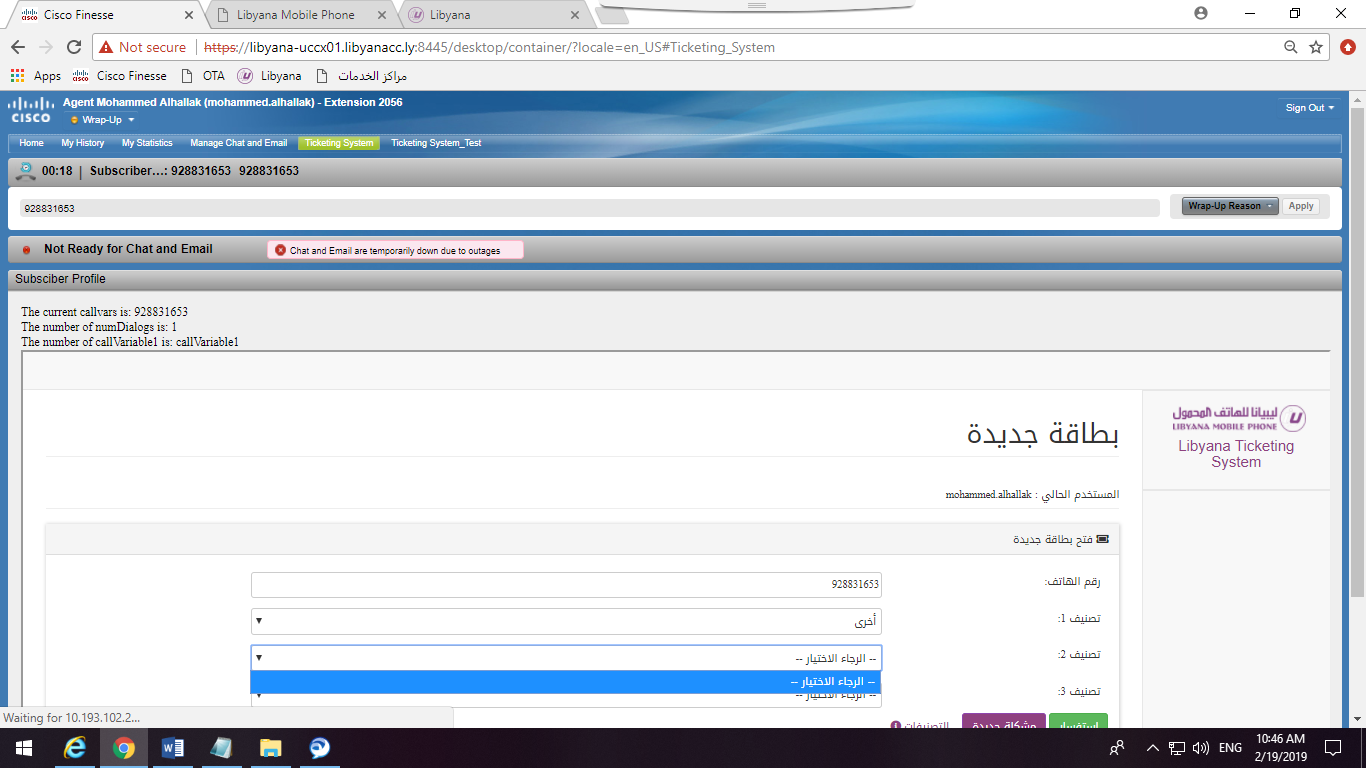 Cisco Finesse
Libyana Mobile Phone
Libyana
Not secure | https://libyana-uccx01.libyanacc.ly:8445/desktop/container/?locale=en_US#Ticketing_System
Apps Cisco Finesse OTA Libyana مراكز الخدمات
Agent Mohammed Alhallak (mohammed.alhallak) - Extension 2056
CISCO
Wrap-Up
Sign Out
Home My History My Statistics Manage Chat and Email Ticketing System Ticketing System_Test
00:18 | Subscriber...: 928831653 928831653
928831653
Wrap-Up Reason Apply
Not Ready for Chat and Email
Chat and Email are temporarily down due to outages
Subsciber Profile
The current callvars is: 928831653
The number of numDialogs is: 1
The number of callVariable1 is: callVariable1
ليبيانا للهاتف المحمول
LIBYANA MOBILE PHONE
Libyana Ticketing
System
بطاقة جديدة
المستخدم الحالي : mohammed.alhallak
فتح بطاقة جديدة
رقم الهاتف:
928831653
تصنيف 1:
أخرى
تصنيف 2:
-- الرجاء الاختيار --
-- الرجاء الاختيار --
تصنيف 3:
-- الرجاء الاختيار --
استفسار مشكلة جديدة التصنيفات
Waiting for 10.193.102.2...
ENG
10:46 AM
2/19/2019